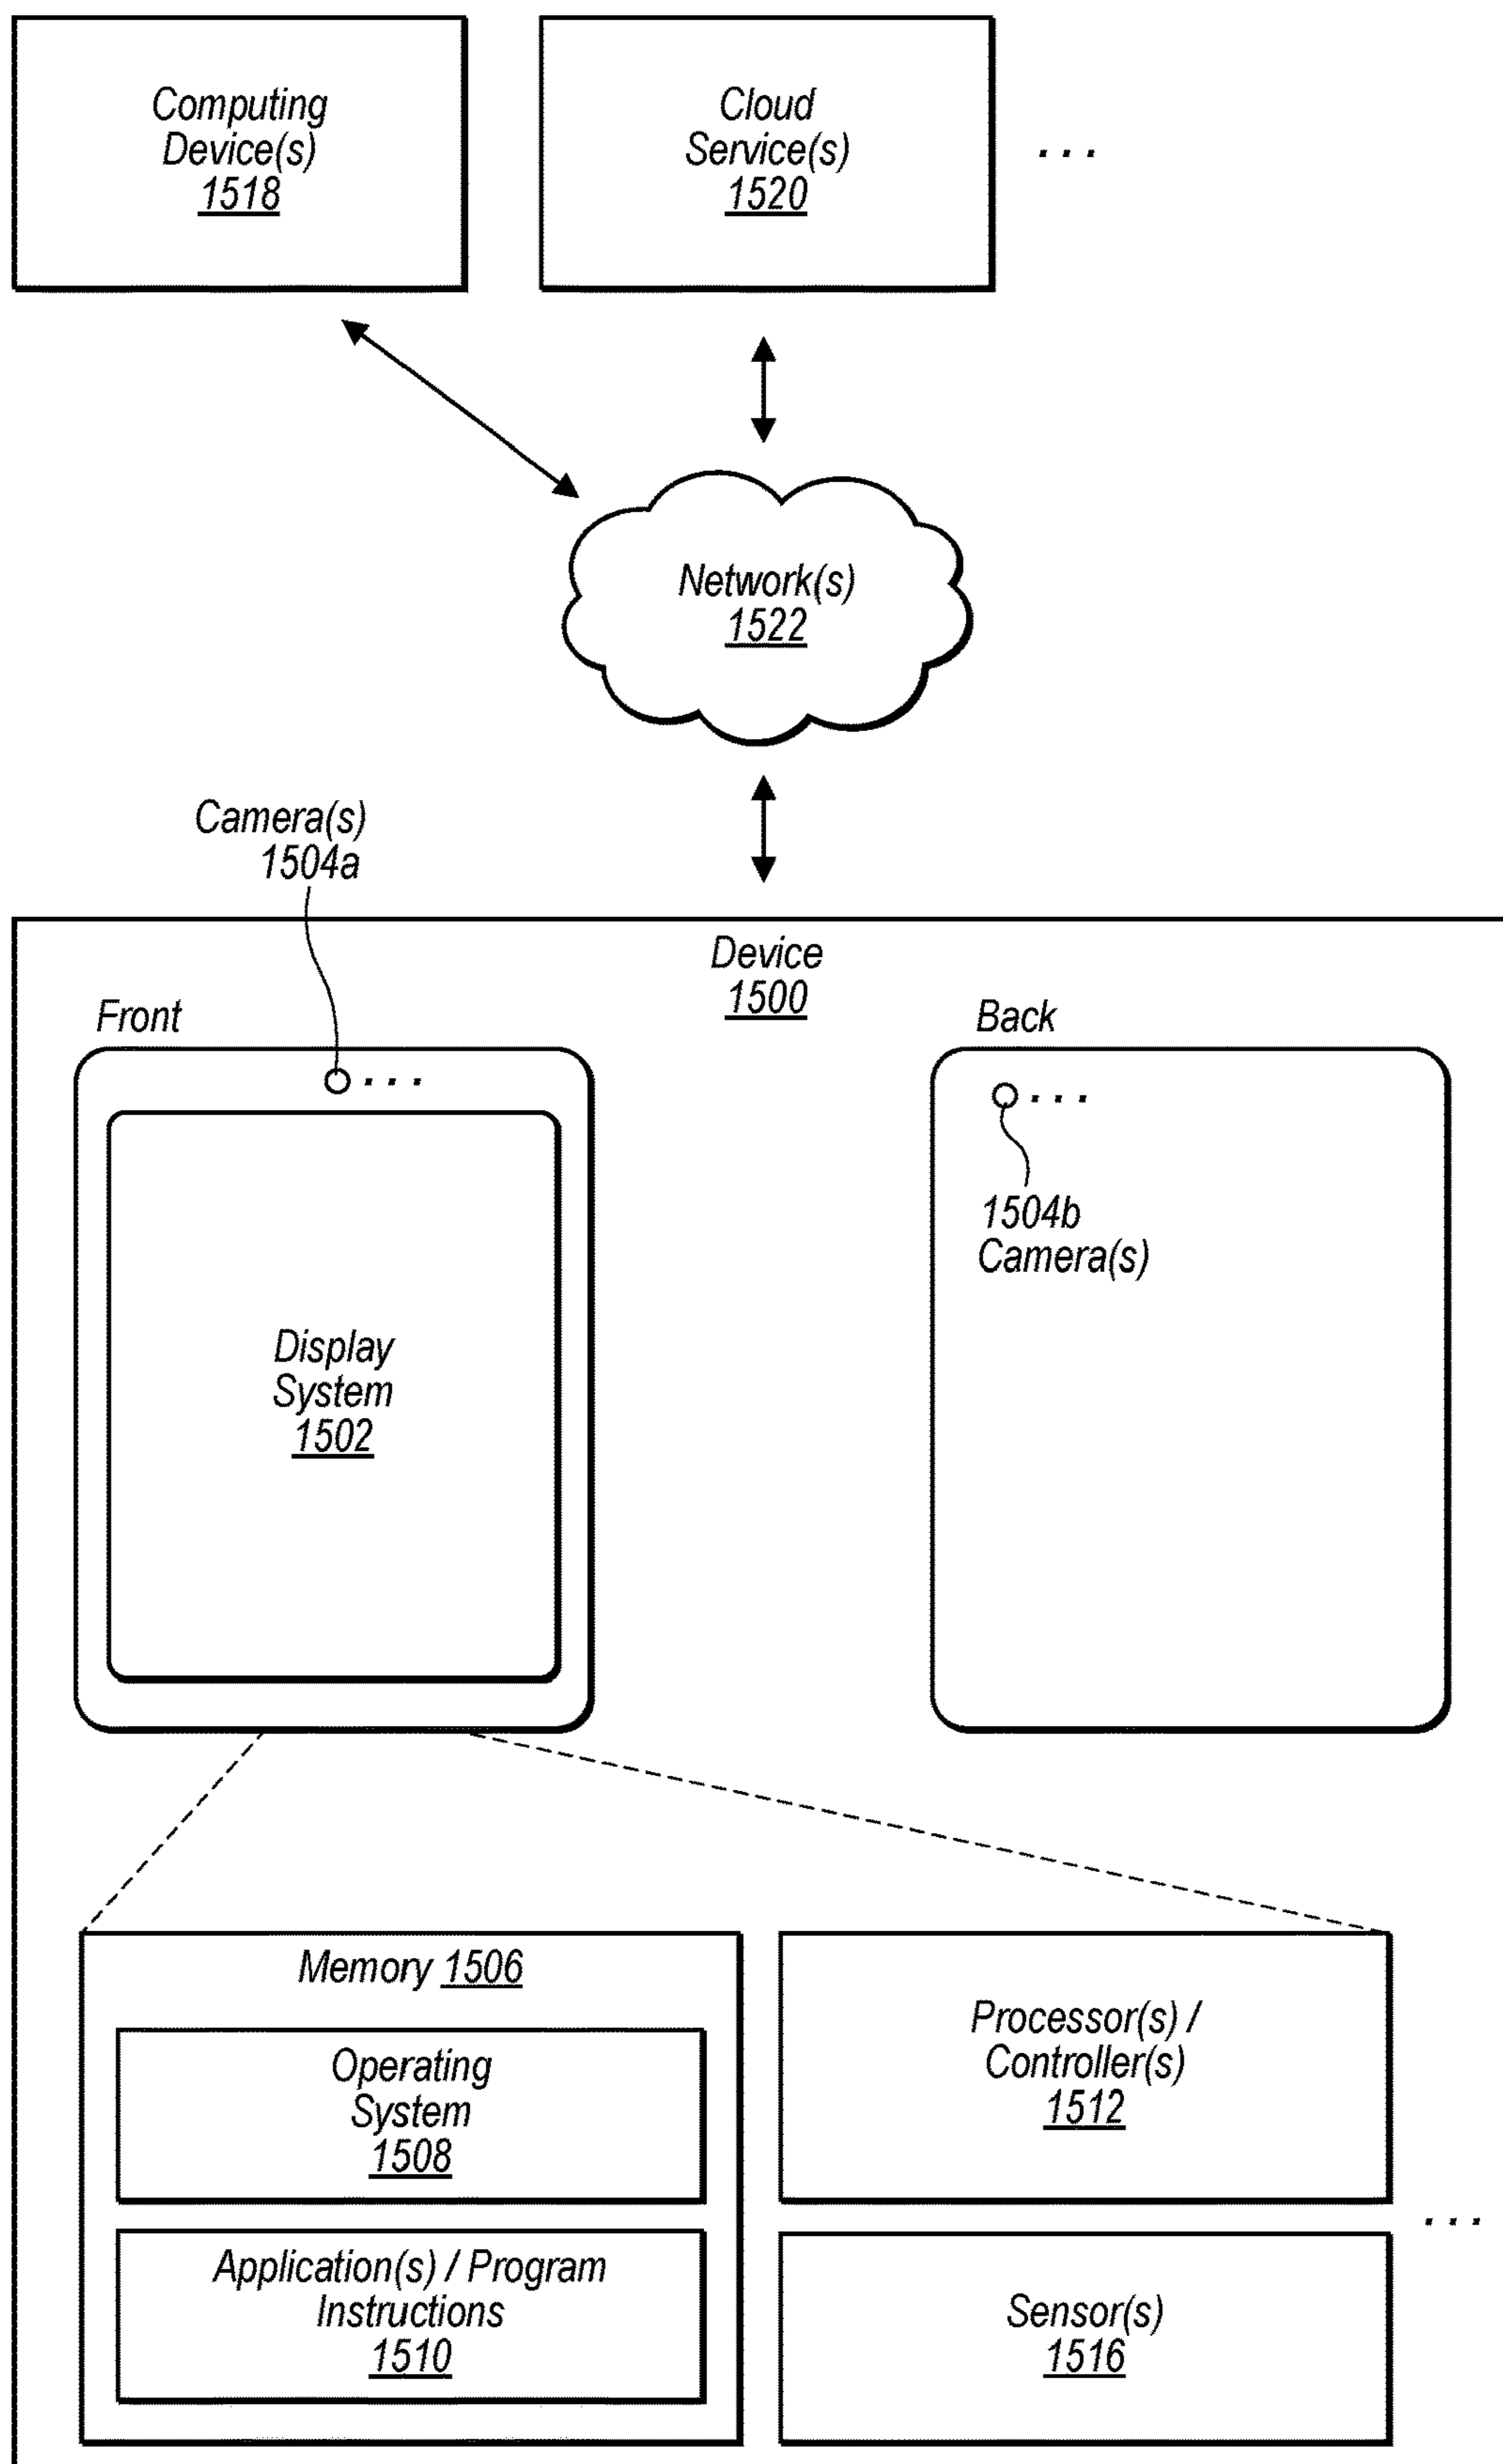 Computing
Device(s)
1518
Cloud
Service(s)
1520
. . .
Network(s)
1522
Camera(s)
1504a
Device
1500
Front
Back
. . .
. . .
1504b
Camera(s)
Display
System
1502
Memory 1506
Operating
System
1508
Application(s) / Program
Instructions
1510
Processor(s) /
Controller(s)
1512
. . .
Sensor(s)
1516